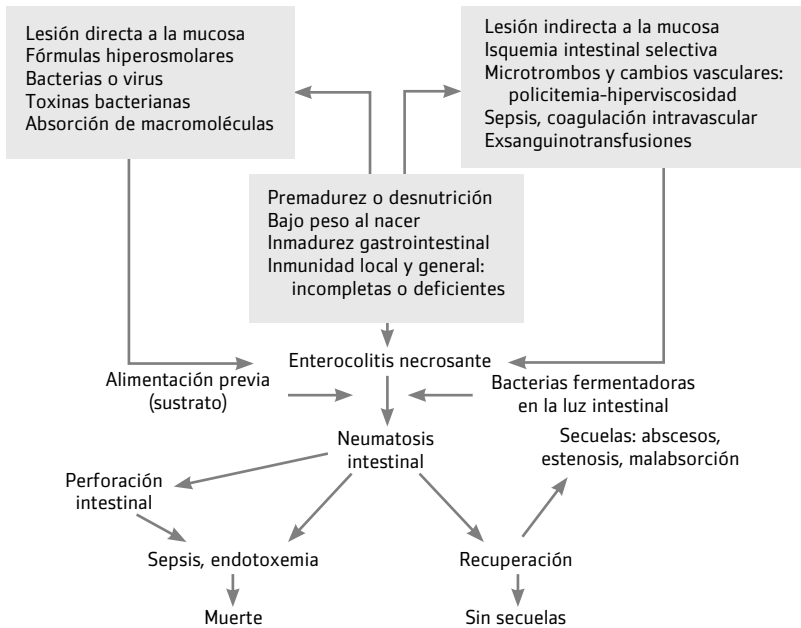 Lesión directa a la mucosa
Fórmulas hiperosmolares
Bacterias o virus
Toxinas bacterianas
Absorción de macromoléculas
Lesión indirecta a la mucosa
Isquemia intestinal selectiva
Microtrombos y cambios vasculares:
policitemia-hiperviscosidad
Sepsis, coagulación intravascular
Exsanguinotransfusiones
Premadurez o desnutrición
Bajo peso al nacer
Inmadurez gastrointestinal
Inmunidad local y general:
incompletas o deficientes
Enterocolitis necrosante
Alimentación previa
(sustrato)
Bacterias fermentadoras
en la luz intestinal
Neumatosis
intestinal
Secuelas: abscesos,
estenosis, malabsorción
Perforación
intestinal
Sepsis, endotoxemia
Recuperación
Muerte
Sin secuelas